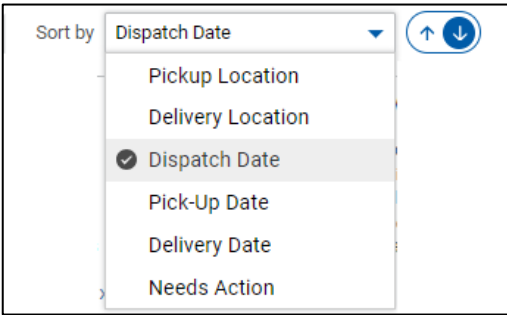 Sort by Dispatch Date
Pickup Location
Delivery Location
Dispatch Date
Pick-Up Date
Delivery Date
Needs Action